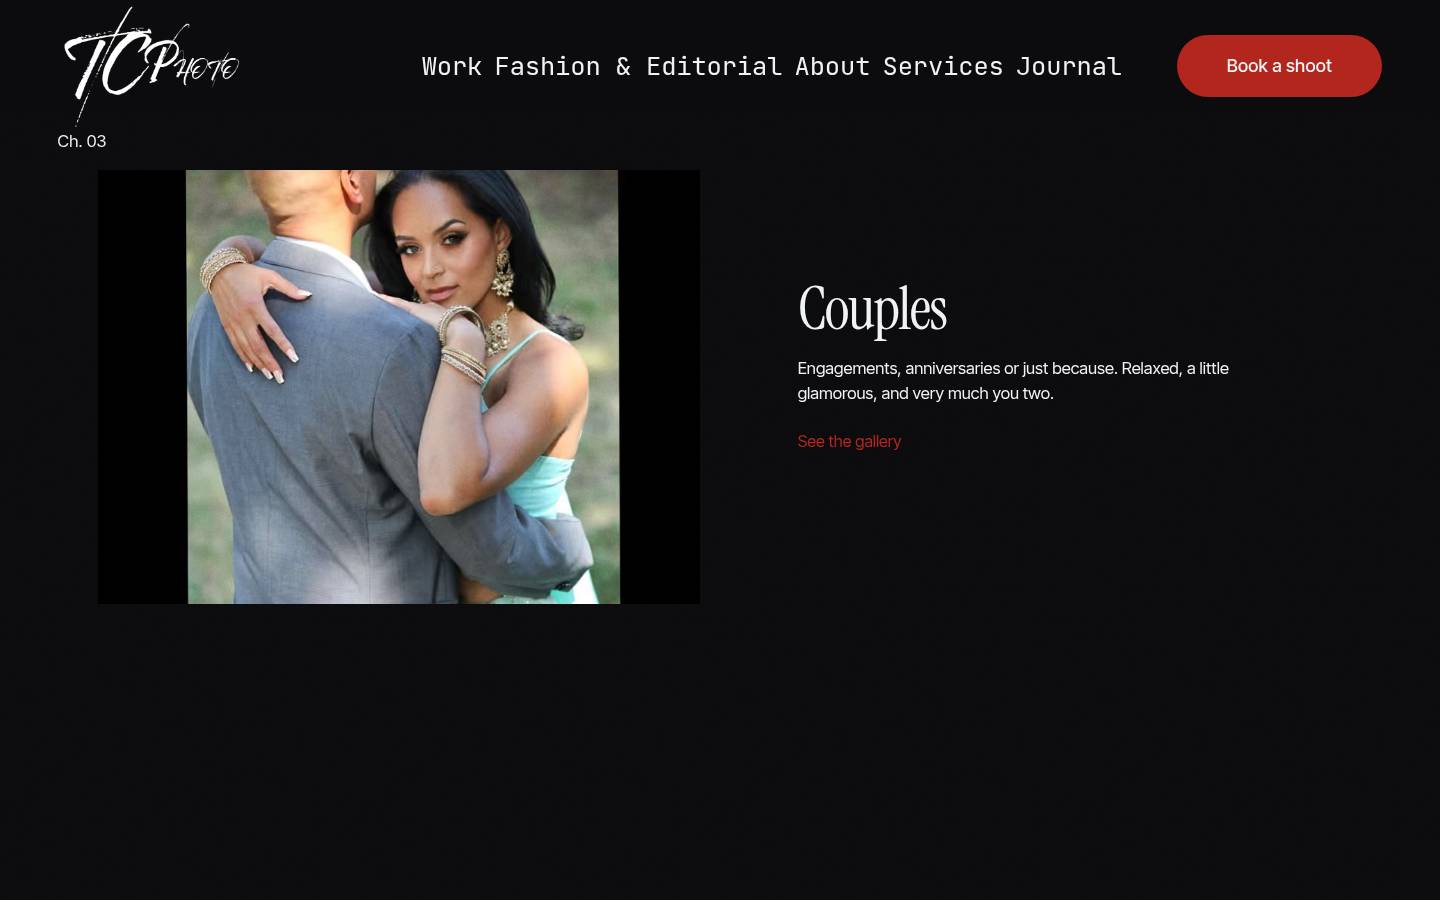 TCPHOTO
Work Fashion & Editorial About Services Journal
Book a shoot
Ch. 03
Couples
Engagements, anniversaries or just because. Relaxed, a little
glamorous, and very much you two.
See the gallery